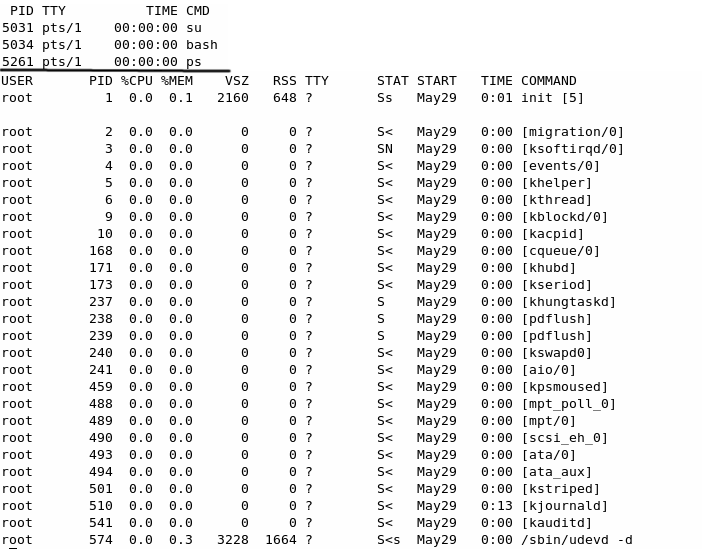 PID TTY TIME CMD
5031 pts/1 00:00:00 su
5034 pts/1 00:00:00 bash
5261 pts/1 00:00:00 ps
USER PID %CPU %MEM VSZ RSS TTY STAT START TIME COMMAND
root 1 0.0 0.1 2160 648 ? Ss May29 0:01 init [5]
root 2 0.0 0.0 0 0 ? S< May29 0:00 [migration/0]
root 3 0.0 0.0 0 0 ? SN May29 0:00 [ksoftirqd/0]
root 4 0.0 0.0 0 0 ? S< May29 0:00 [events/0]
root 5 0.0 0.0 0 0 ? S< May29 0:00 [khelper]
root 6 0.0 0.0 0 0 ? S< May29 0:00 [kthread]
root 9 0.0 0.0 0 0 ? S< May29 0:00 [kblockd/0]
root 10 0.0 0.0 0 0 ? S< May29 0:00 [kacpid]
root 168 0.0 0.0 0 0 ? S< May29 0:00 [cqueue/0]
root 171 0.0 0.0 0 0 ? S< May29 0:00 [khubd]
root 173 0.0 0.0 0 0 ? S< May29 0:00 [kseriod]
root 237 0.0 0.0 0 0 ? S May29 0:00 [khungtaskd]
root 238 0.0 0.0 0 0 ? S May29 0:00 [pdflush]
root 239 0.0 0.0 0 0 ? S May29 0:00 [pdflush]
root 240 0.0 0.0 0 0 ? S< May29 0:00 [kswapd0]
root 241 0.0 0.0 0 0 ? S< May29 0:00 [aio/0]
root 459 0.0 0.0 0 0 ? S< May29 0:00 [kpsmoused]
root 488 0.0 0.0 0 0 ? S< May29 0:00 [mpt_poll_0]
root 489 0.0 0.0 0 0 ? S< May29 0:00 [mpt/0]
root 490 0.0 0.0 0 0 ? S< May29 0:00 [scsi_eh_0]
root 493 0.0 0.0 0 0 ? S< May29 0:00 [ata/0]
root 494 0.0 0.0 0 0 ? S< May29 0:00 [ata_aux]
root 501 0.0 0.0 0 0 ? S< May29 0:00 [kstriped]
root 510 0.0 0.0 0 0 ? S< May29 0:13 [kjournald]
root 541 0.0 0.0 0 0 ? S< May29 0:00 [kauditd]
root 574 0.0 0.3 3228 1664 ? S<s May29 0:00 /sbin/udevd -d